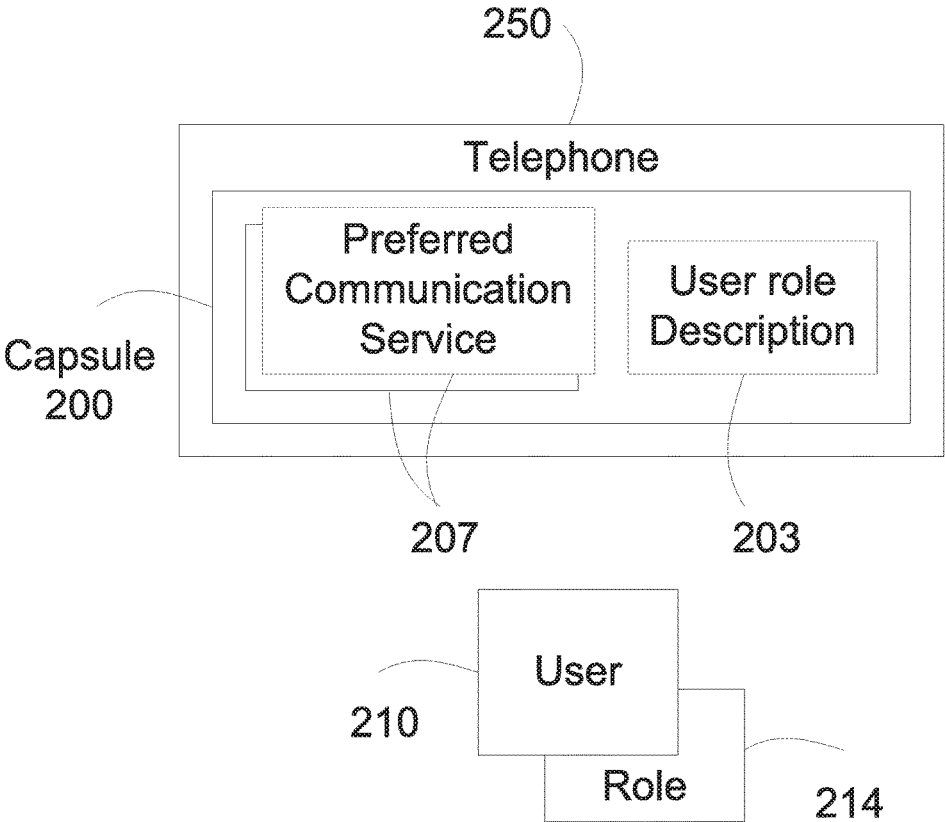 250
Telephone
Preferred
Communication
Service
User role
Description
Capsule
200
207
203
User
210
Role
214